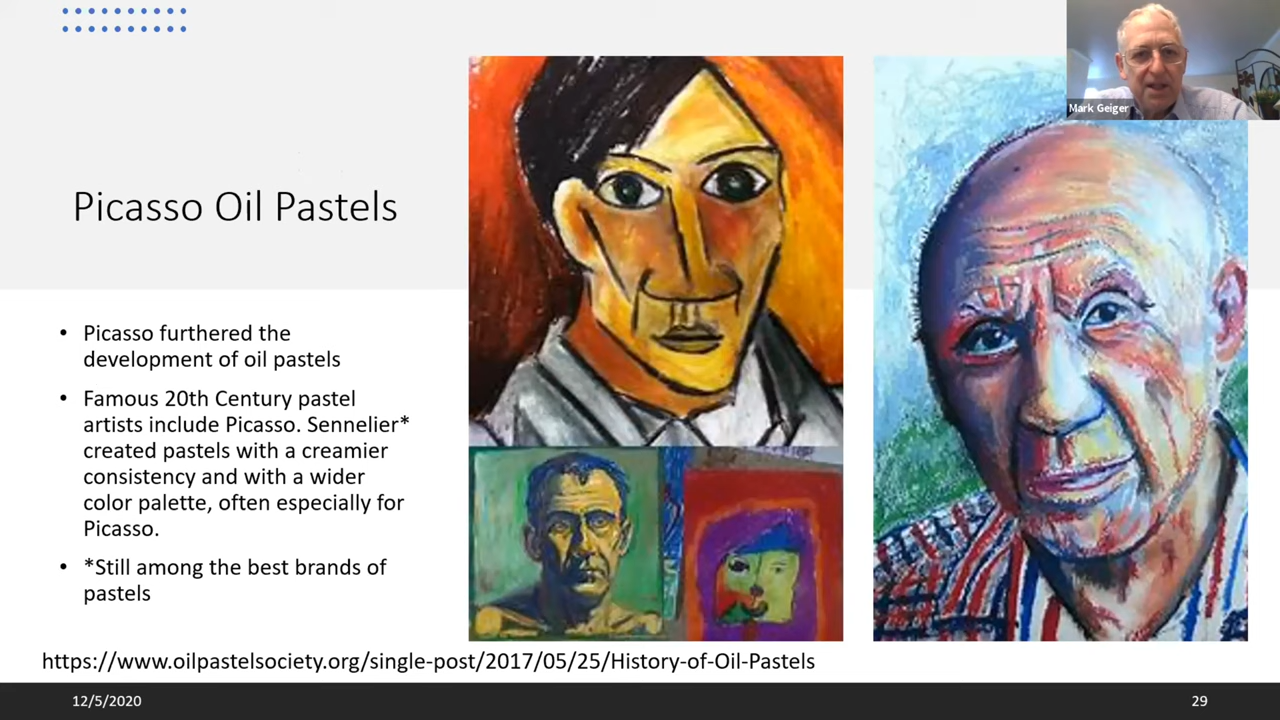 Mark Geiger
Picasso Oil Pastels
• Picasso furthered the
development of oil pastels
• Famous 20th Century pastel
artists include Picasso. Sennelier*
created pastels with a creamier
consistency and with a wider
color palette, often especially for
Picasso.
• *Still among the best brands of
pastels
https://www.oilpastelsociety.org/single-post/2017/05/25/History-of-Oil-Pastels
12/5/2020
29